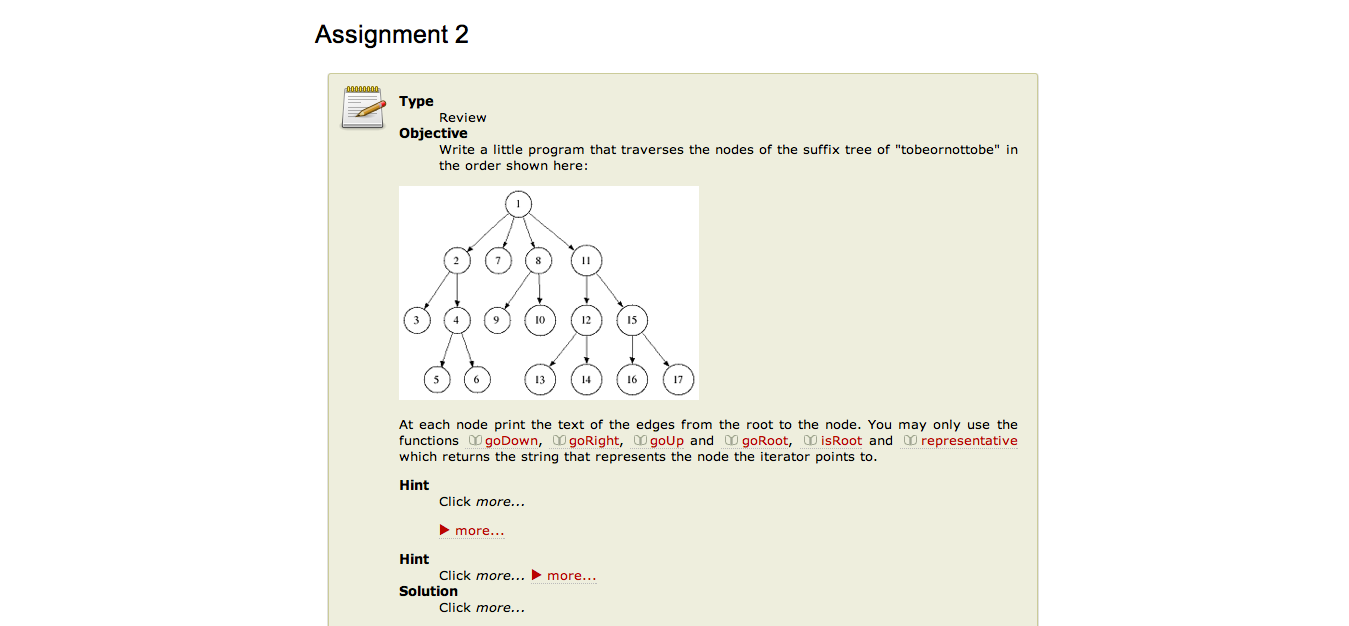 Assignment 2
Type
Review
Objective
Write a little program that traverses the nodes of the suffix tree of "tobeornottobe" in
the order shown here:
1
2 7 8 11
3 4 9 10 12 15
5 6 13 14 16 17
At each node print the text of the edges from the root to the node. You may only use the
functions goDown, goRight, goUp and goRoot, isRoot and representative
which returns the string that represents the node the iterator points to.
Hint
Click more...
more...
Hint
Click more... more...
Solution
Click more...